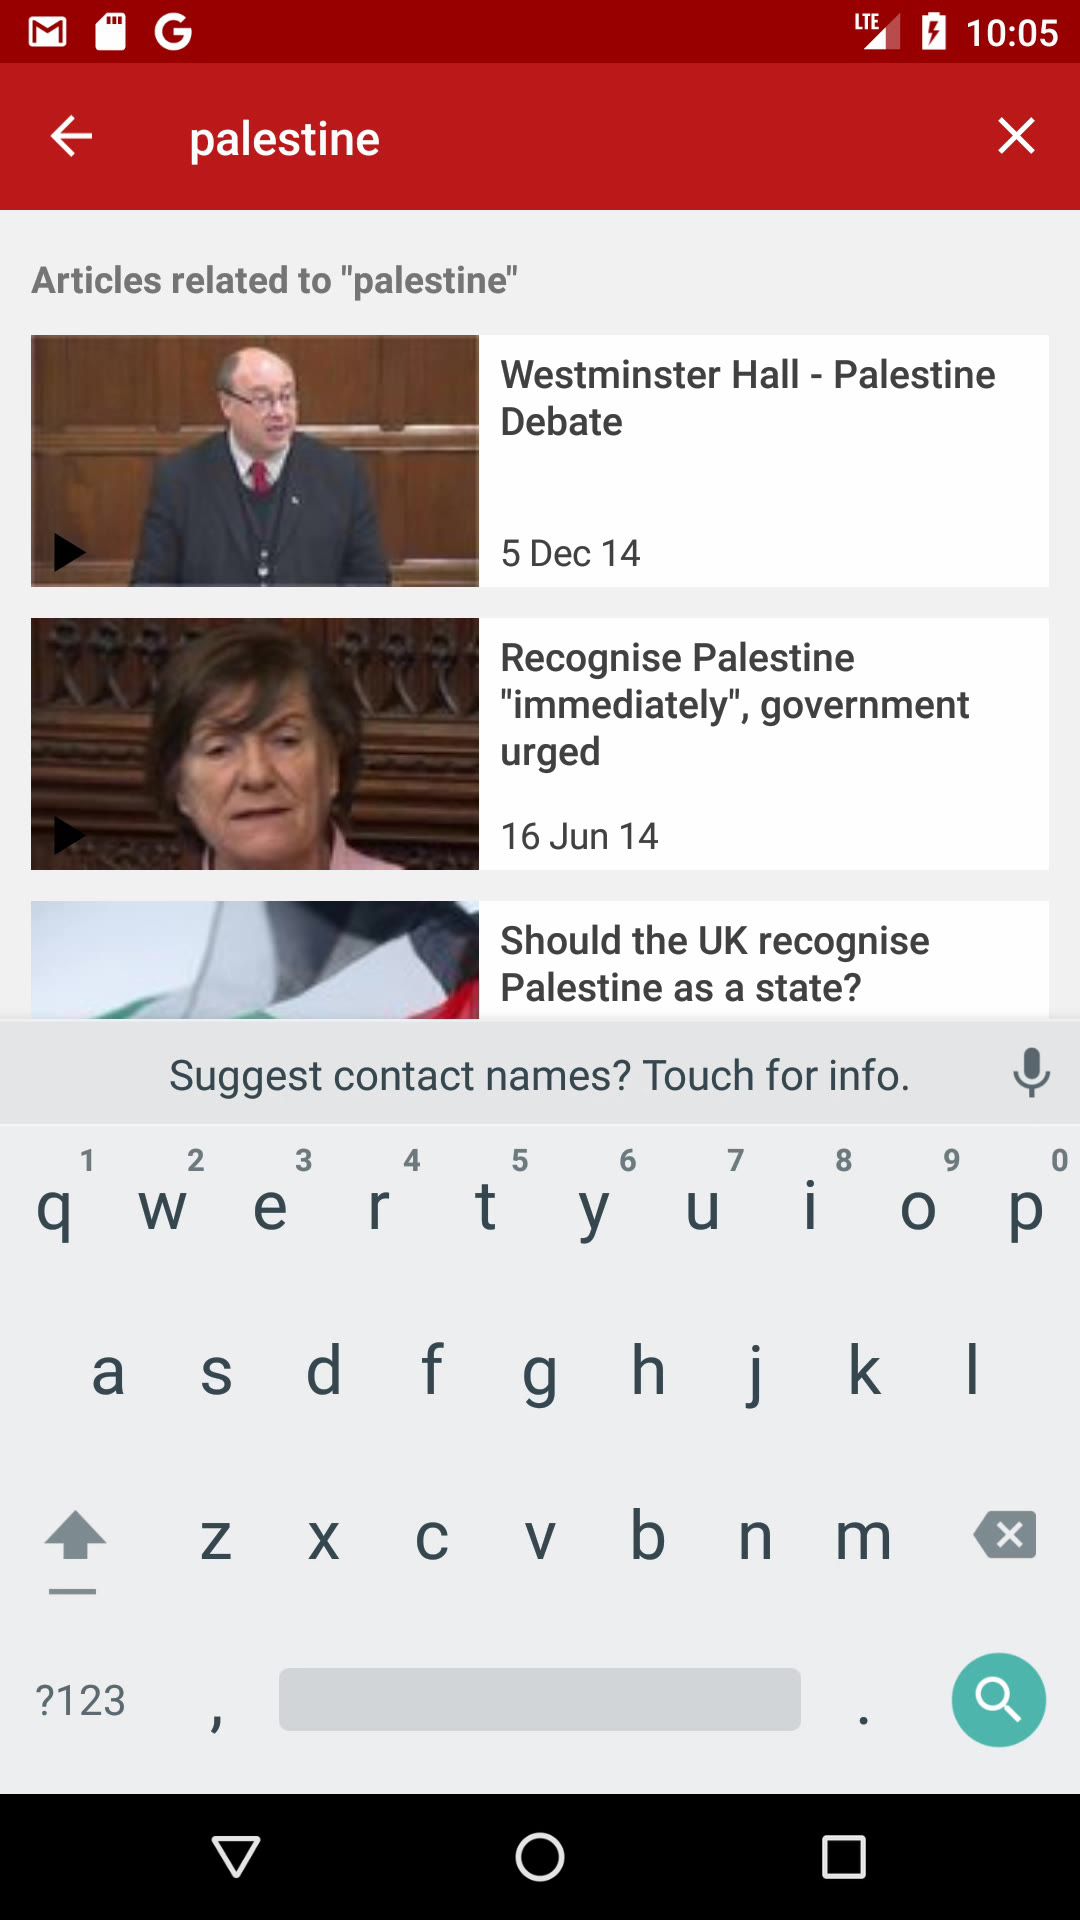 LTE 10:05
palestine
Articles related to "palestine"
Westminster Hall - Palestine
Debate
5 Dec 14
Recognise Palestine
"immediately", government
urged
16 Jun 14
Should the UK recognise
Palestine as a state?
Suggest contact names? Touch for info.
1 2 3 4 5 6 7 8 9 0
q w e r t y u i o p
a s d f g h j k l
z x c v b n m
?123 , .